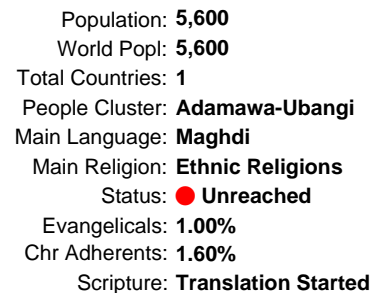 Population: 5,600
World Popl: 5,600
Total Countries: 1
People Cluster: Adamawa-Ubangi
Main Language: Maghdi
Main Religion: Ethnic Religions
Status: Unreached
Evangelicals: 1.00%
Chr Adherents: 1.60%
Scripture: Translation Started